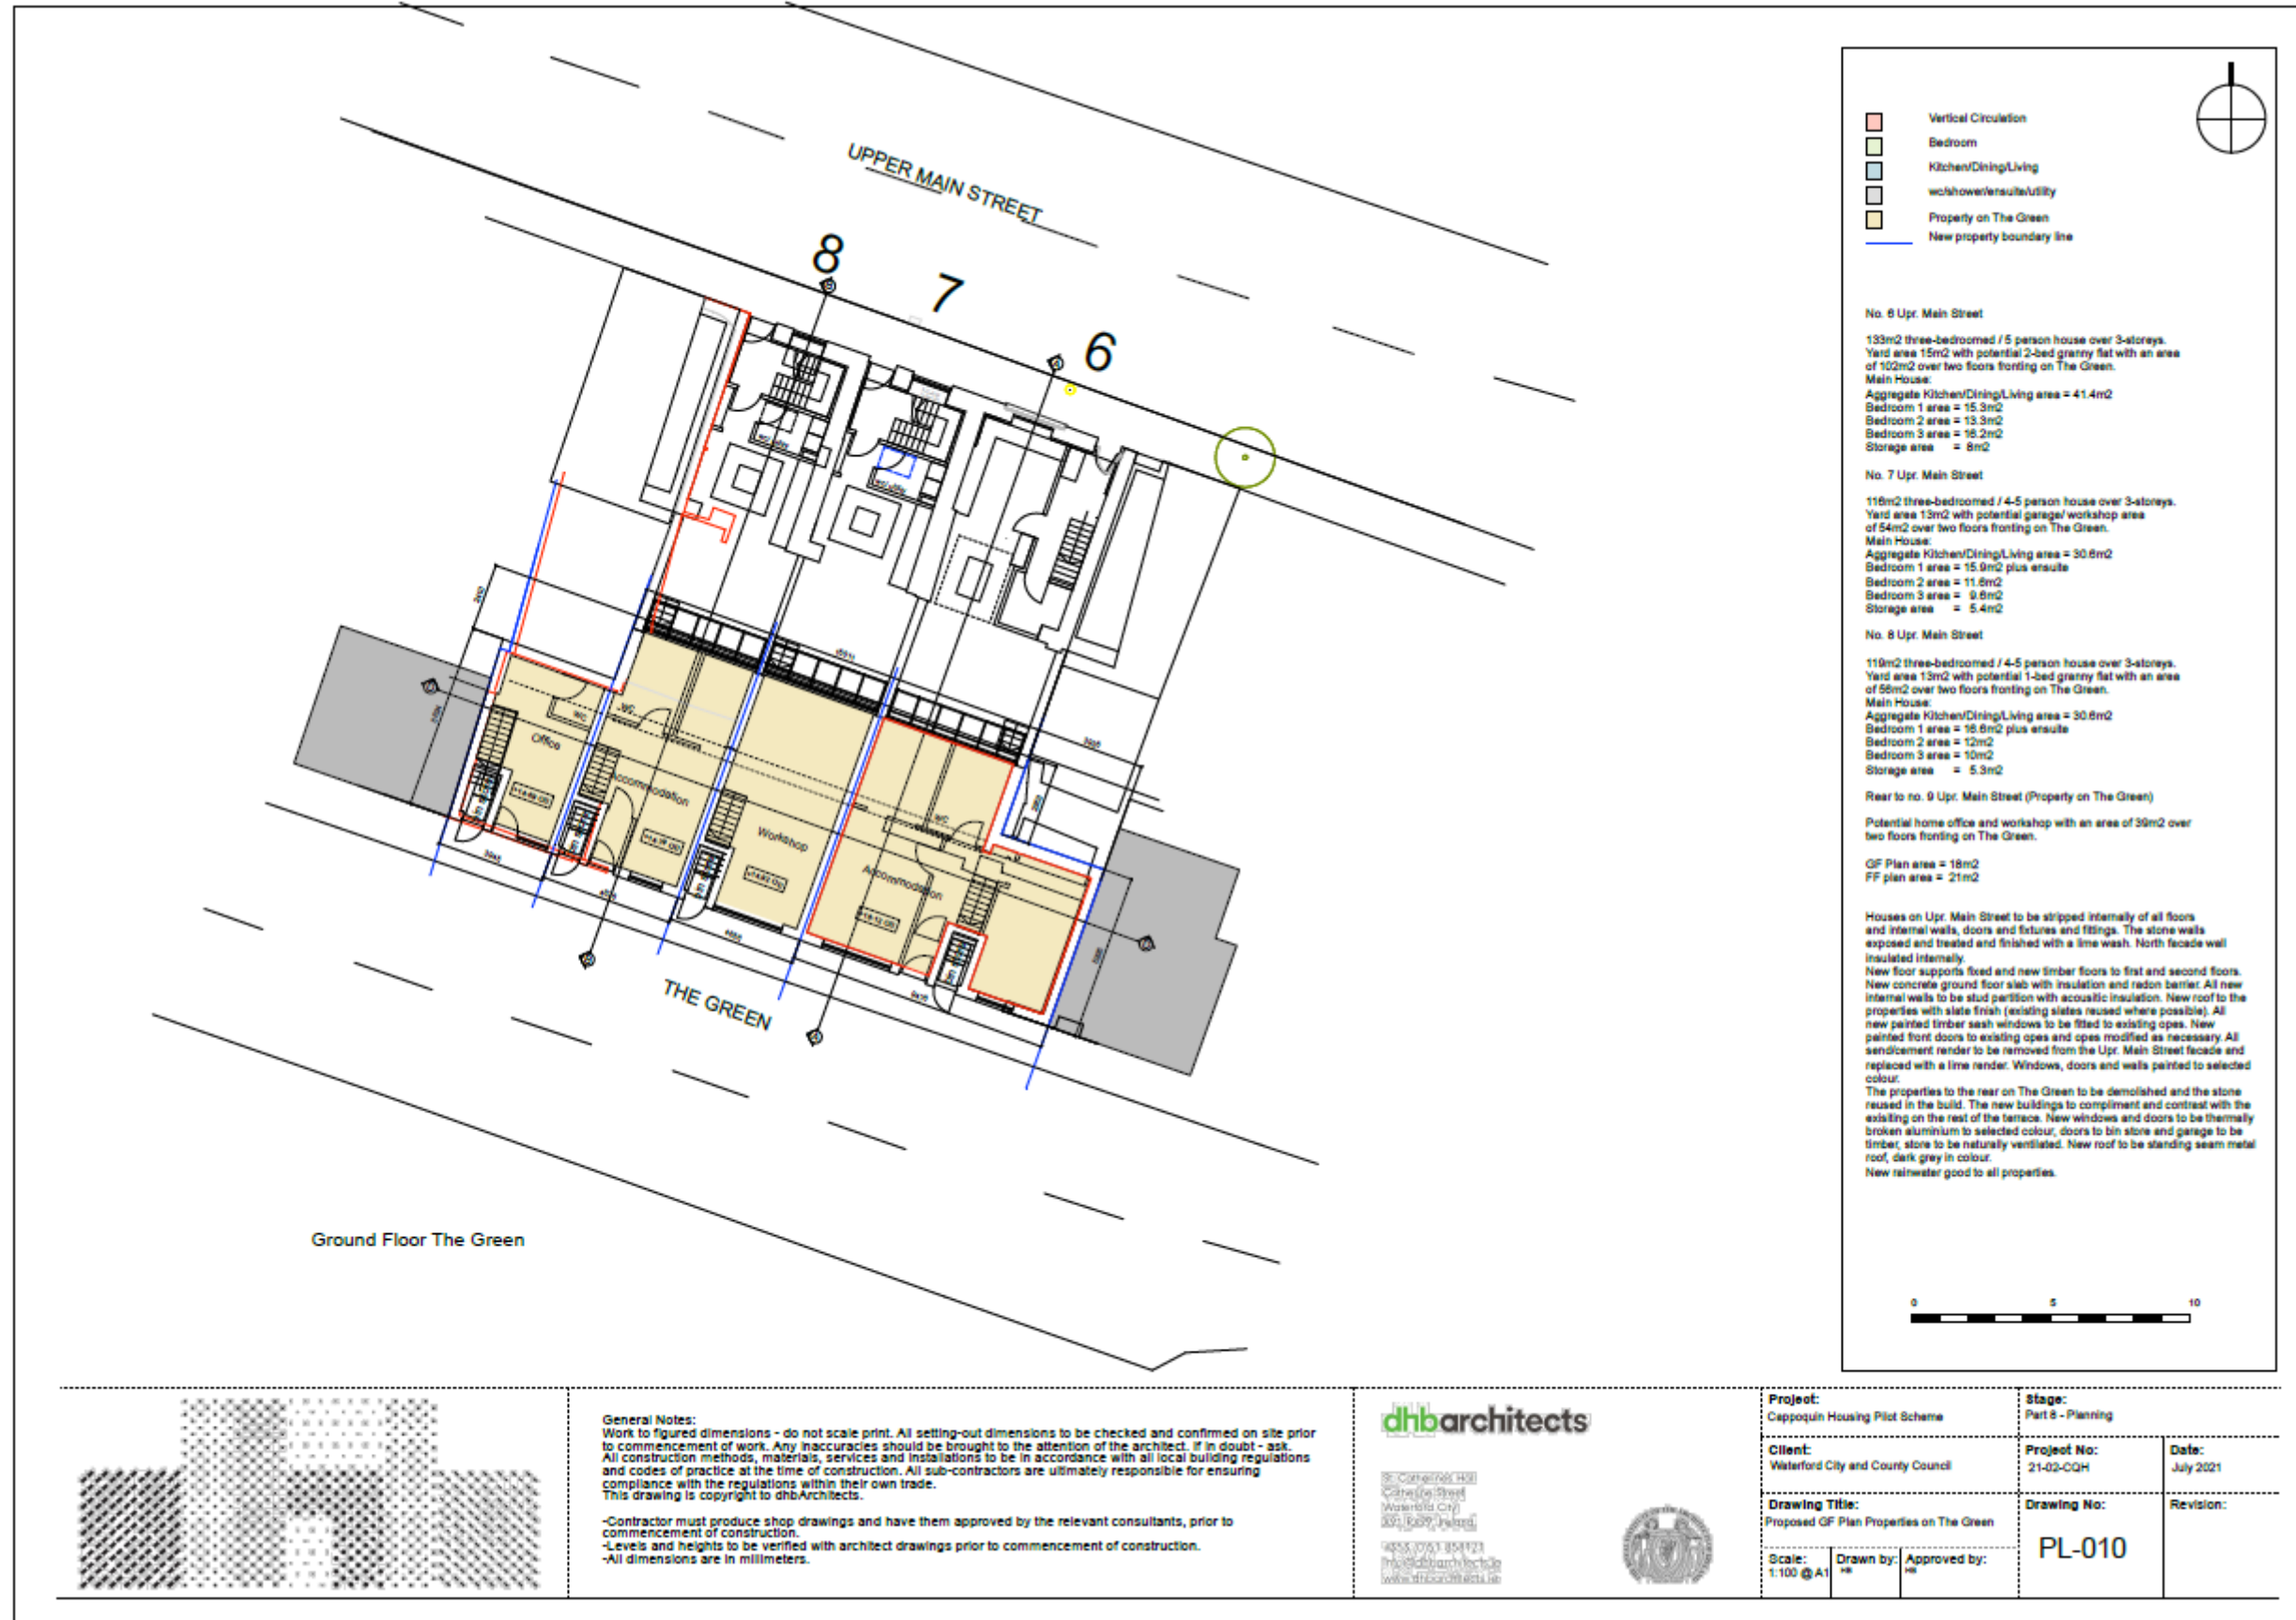 UPPER MAIN STREET
8
7
6
Office
WC
WC
Accommodation
Workshop
WC
Accommodation
THE GREEN
Ground Floor The Green
Vertical Circulation
Bedroom
Kitchen/Dining/Living
wc/shower/ensuite/utility
Property on The Green
New property boundary line
No. 6 Upr. Main Street
133m2 three-bedroomed / 5 person house over 3-storeys.
Yard area 15m2 with potential 2-bed granny flat with an area
of 102m2 over two floors fronting on The Green.
Main House:
Aggregate Kitchen/Dining/Living area = 41.4m2
Bedroom 1 area = 15.3m2
Bedroom 2 area = 13.3m2
Bedroom 3 area = 16.2m2
Storage area = 8m2
No. 7 Upr. Main Street
116m2 three-bedroomed / 4-5 person house over 3-storeys.
Yard area 13m2 with potential garage/ workshop area
of 54m2 over two floors fronting on The Green.
Main House:
Aggregate Kitchen/Dining/Living area = 30.6m2
Bedroom 1 area = 15.9m2 plus ensuite
Bedroom 2 area = 11.6m2
Bedroom 3 area = 9.6m2
Storage area = 5.4m2
No. 8 Upr. Main Street
119m2 three-bedroomed / 4-5 person house over 3-storeys.
Yard area 13m2 with potential 1-bed granny flat with an area
of 56m2 over two floors fronting on The Green.
Main House:
Aggregate Kitchen/Dining/Living area = 30.6m2
Bedroom 1 area = 16.6m2 plus ensuite
Bedroom 2 area = 12m2
Bedroom 3 area = 10m2
Storage area = 5.3m2
Rear to no. 9 Upr. Main Street (Property on The Green)
Potential home office and workshop with an area of 39m2 over
two floors fronting on The Green.
GF Plan area = 18m2
FF plan area = 21m2
Houses on Upr. Main Street to be stripped internally of all floors
and internal walls, doors and fixtures and fittings. The stone walls
exposed and treated and finished with a lime wash. North facade wall
insulated internally.
New floor supports fixed and new timber floors to first and second floors.
New concrete ground floor slab with insulation and radon barrier. All new
internal walls to be stud partition with acousitic insulation. New roof to the
properties with slate finish (existing slates reused where possible). All
new painted timber sash windows to be fitted to existing opes. New
painted front doors to existing opes and opes modified as necessary. All
send/cement render to be removed from the Upr. Main Street facade and
replaced with a lime render. Windows, doors and walls painted to selected
colour.
The properties to the rear on The Green to be demolished and the stone
reused in the build. The new buildings to compliment and contrast with the
exisiting on the rest of the terrace. New windows and doors to be thermally
broken aluminium to selected colour, doors to bin store and garage to be
timber, store to be naturally ventilated. New roof to be standing seam metal
roof, dark grey in colour.
New rainwater good to all properties.
0 5 10
General Notes:
Work to figured dimensions - do not scale print. All setting-out dimensions to be checked and confirmed on site prior
to commencement of work. Any inaccuracies should be brought to the attention of the architect. If in doubt - ask.
All construction methods, materials, services and installations to be in accordance with all local building regulations
and codes of practice at the time of construction. All sub-contractors are ultimately responsible for ensuring
compliance with the regulations within their own trade.
This drawing is copyright to dhbArchitects.
-Contractor must produce shop drawings and have them approved by the relevant consultants, prior to
commencement of construction.
-Levels and heights to be verified with architect drawings prior to commencement of construction.
-All dimensions are in millimeters.
dhbarchitects
St. Catherines Hall
Catherine Street
Waterford City
Project:
Cappoquin Housing Pilot Scheme
Stage:
Part 8 - Planning
Client:
Waterford City and County Council
Project No:
21-02-CQH
Date:
July 2021
Drawing Title:
Proposed GF Plan Properties on The Green
Drawing No:
PL-010
Revision:
Scale:
1:100 @ A1
Drawn by:
HB
Approved by:
HB